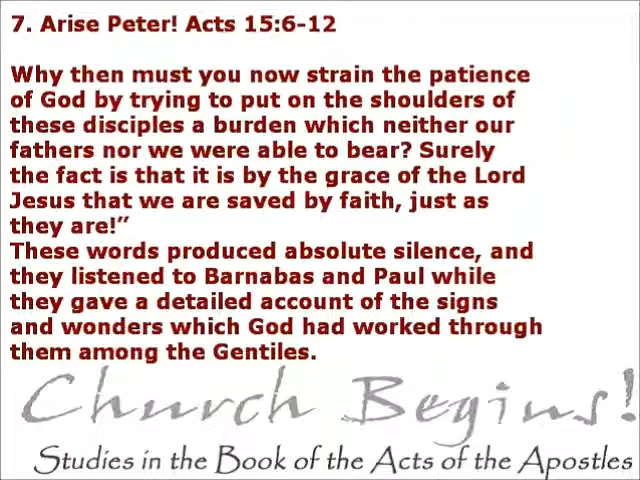 7. Arise Peter! Acts 15:6-12
Why then must you now strain the patience
of God by trying to put on the shoulders of
these disciples a burden which neither our
fathers nor we were able to bear? Surely
the fact is that it is by the grace of the Lord
Jesus that we are saved by faith, just as
they are!”
These words produced absolute silence, and
they listened to Barnabas and Paul while
they gave a detailed account of the signs
and wonders which God had worked through
them among the Gentiles.
Church Begins!
Studies in the Book of the Acts of the Apostles